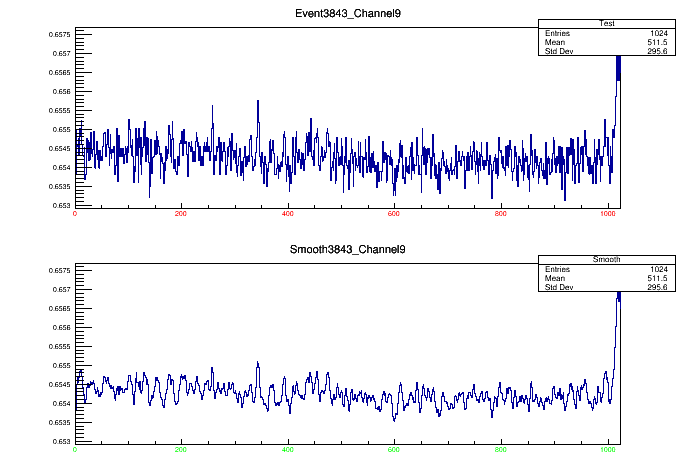 Event3843_Channel9
Test
Entries 1024
Mean 511.5
Std Dev 295.6
0.6575
0.657
0.6565
0.656
0.6555
0.655
0.6545
0.654
0.6535
0.653
0 200 400 600 800 1000
Smooth3843_Channel9
Smooth
Entries 1024
Mean 511.5
Std Dev 295.6
0.6575
0.657
0.6565
0.656
0.6555
0.655
0.6545
0.654
0.6535
0.653
0 200 400 600 800 1000